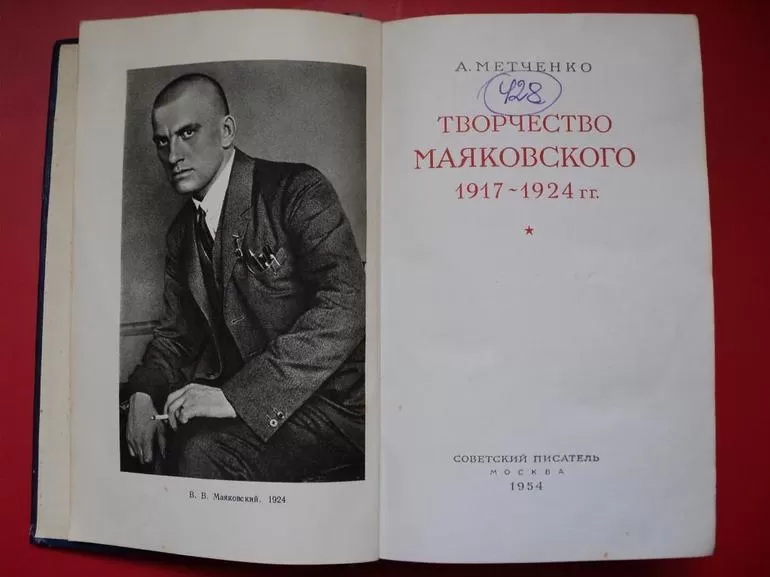 В. В. Маяковский. 1924
А. МЕТЧЕНКО
428
ТВОРЧЕСТВО
МАЯКОВСКОГО
1917~1924 гг.
СОВЕТСКИЙ ПИСАТЕЛЬ
МОСКВА
1954